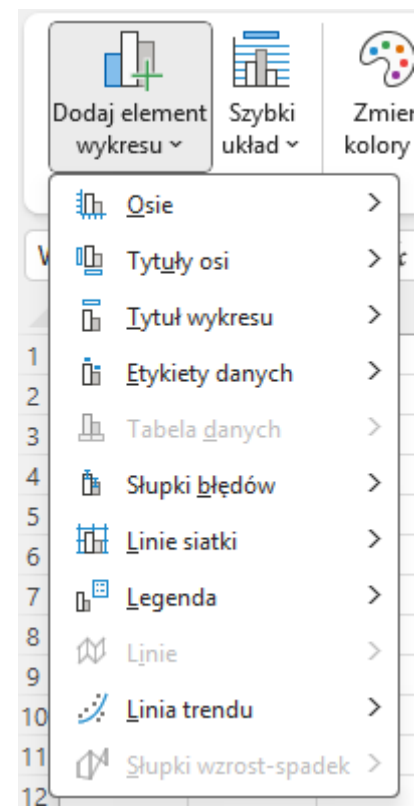 Dodaj element
wykresu
Szybki
układ
Zmień
kolory
Osie
Tytuły osi
Tytuł wykresu
Etykiety danych
Tabela danych
Słupki błędów
Linie siatki
Legenda
Linie
Linia trendu
Słupki wzrost-spadek
1
2
3
4
5
6
7
8
9
10
11
12